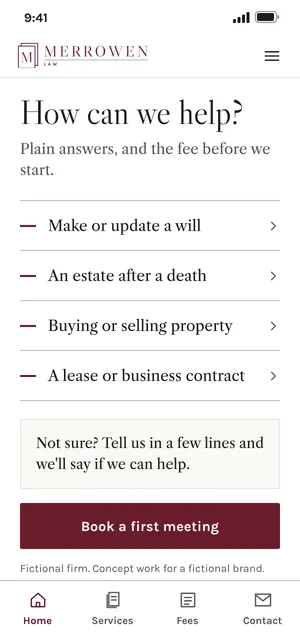 9:41
M MERROWEN
LAW
How can we help?
Plain answers, and the fee before we
start.
Make or update a will
An estate after a death
Buying or selling property
A lease or business contract
Not sure? Tell us in a few lines and
we'll say if we can help.
Book a first meeting
Fictional firm. Concept work for a fictional brand.
Home Services Fees Contact